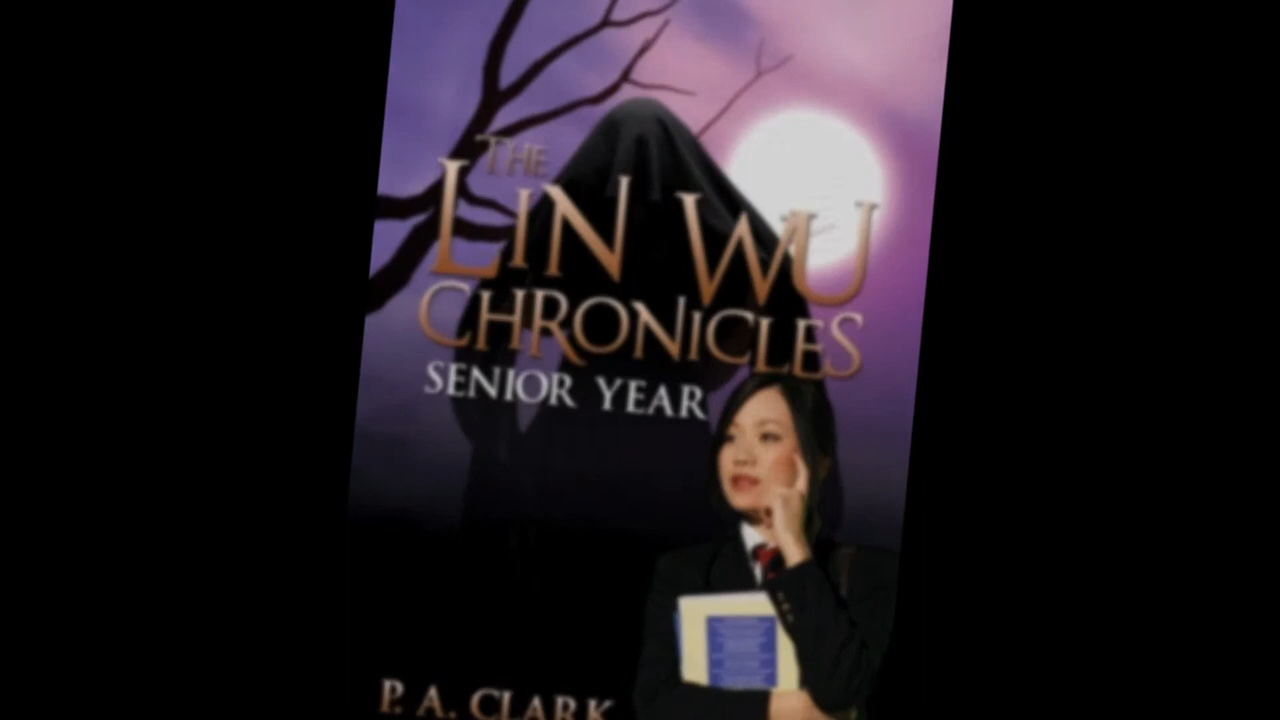 THE
LIN WU
CHRONICLES
SENIOR YEAR
P. A. CLARK